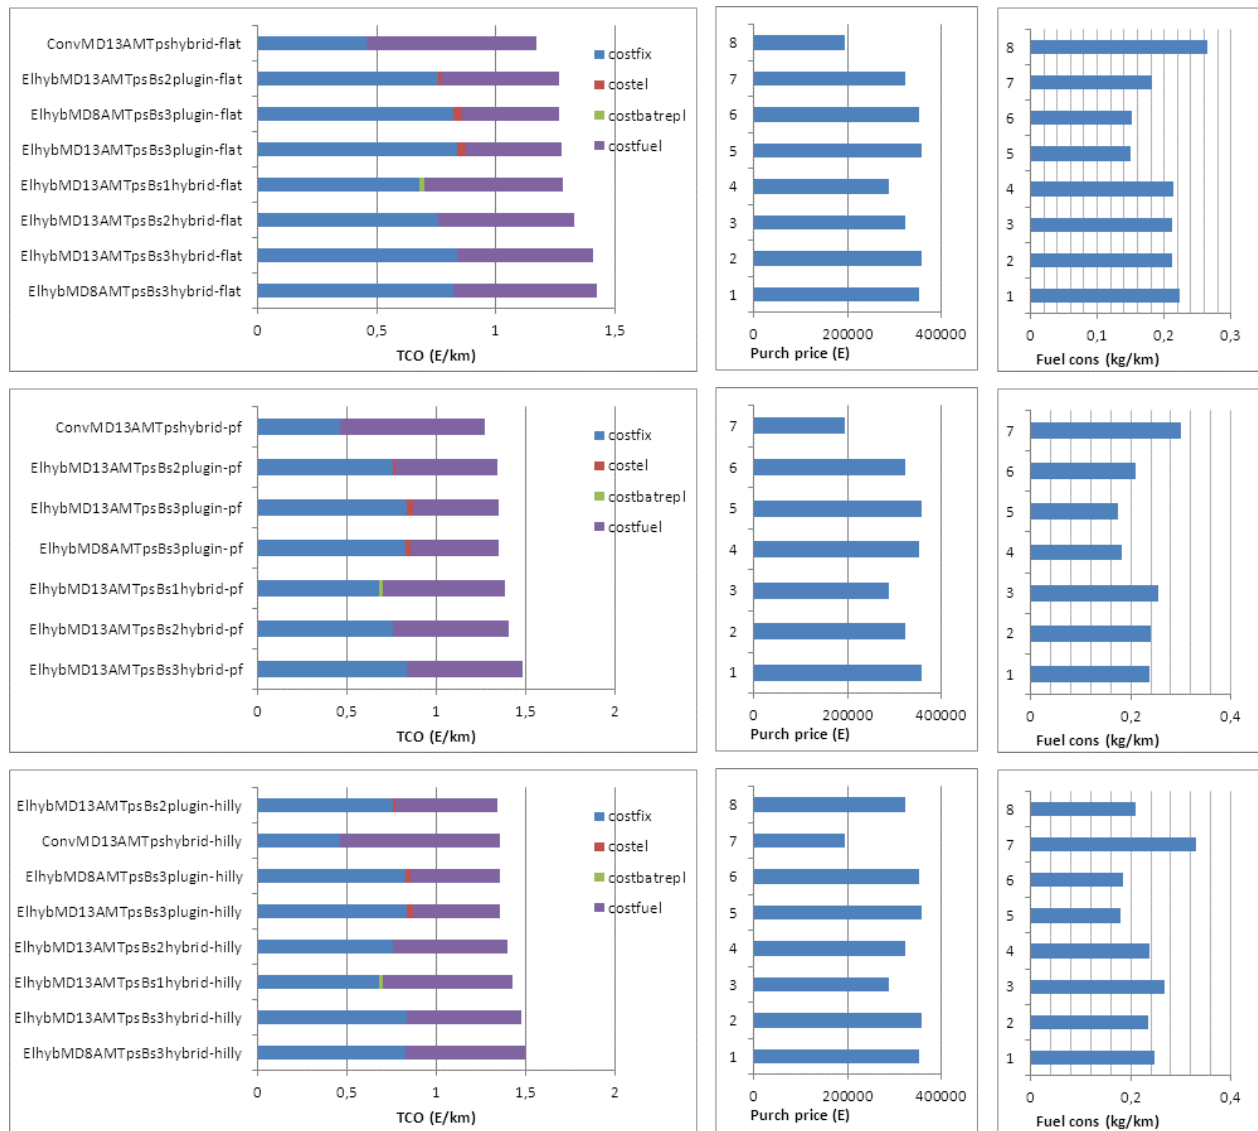 ConvMD13AMTpshybrid-flat
ElhybMD13AMTpsBs2plugin-flat
ElhybMD8AMTpsBs3plugin-flat
ElhybMD13AMTpsBs3plugin-flat
ElhybMD13AMTpsBs1hybrid-flat
ElhybMD13AMTpsBs2hybrid-flat
ElhybMD13AMTpsBs3hybrid-flat
ElhybMD8AMTpsBs3hybrid-flat
0 0,5 1 1,5
TCO (E/km)
costfix
costel
costbatrepl
costfuel
8
7
6
5
4
3
2
1
0 200000 400000
Purch price (E)
8
7
6
5
4
3
2
1
0 0,1 0,2 0,3
Fuel cons (kg/km)
ConvMD13AMTpshybrid-pf
ElhybMD13AMTpsBs2plugin-pf
ElhybMD13AMTpsBs3plugin-pf
ElhybMD8AMTpsBs3plugin-pf
ElhybMD13AMTpsBs1hybrid-pf
ElhybMD13AMTpsBs2hybrid-pf
ElhybMD13AMTpsBs3hybrid-pf
0 0,5 1 1,5 2
TCO (E/km)
costfix
costel
costbatrepl
costfuel
7
6
5
4
3
2
1
0 200000 400000
Purch price (E)
7
6
5
4
3
2
1
0 0,2 0,4
Fuel cons (kg/km)
ElhybMD13AMTpsBs2plugin-hilly
ConvMD13AMTpshybrid-hilly
ElhybMD8AMTpsBs3plugin-hilly
ElhybMD13AMTpsBs3plugin-hilly
ElhybMD13AMTpsBs2hybrid-hilly
ElhybMD13AMTpsBs1hybrid-hilly
ElhybMD13AMTpsBs3hybrid-hilly
ElhybMD8AMTpsBs3hybrid-hilly
0 0,5 1 1,5 2
TCO (E/km)
costfix
costel
costbatrepl
costfuel
8
7
6
5
4
3
2
1
0 200000 400000
Purch price (E)
8
7
6
5
4
3
2
1
0 0,2 0,4
Fuel cons (kg/km)